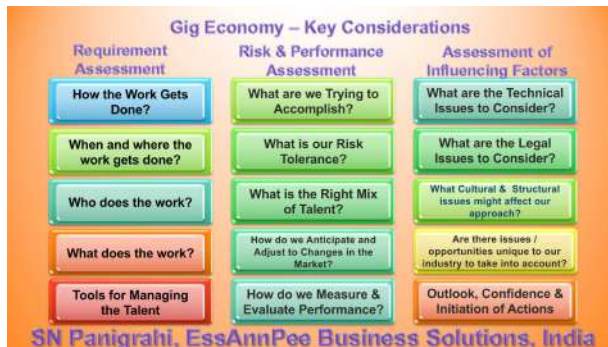 Gig Economy – Key Considerations
Requirement
Assessment
How the Work Gets
Done?
When and where the
work gets done?
Who does the work?
What does the work?
Tools for Managing
the Talent
Risk & Performance
Assessment
What are we Trying to
Accomplish?
What is our Risk
Tolerance?
What is the Right Mix
of Talent?
How do we Anticipate and
Adjust to Changes in the
Market?
How do we Measure &
Evaluate Performance?
Assessment of
Influencing Factors
What are the Technical
Issues to Consider?
What are the Legal
Issues to Consider?
What Cultural & Structural
issues might affect our
approach?
Are there issues /
opportunities unique to our
industry to take into account?
Outlook, Confidence &
Initiation of Actions
SN Panigrahi, EssAnnPee Business Solutions, India